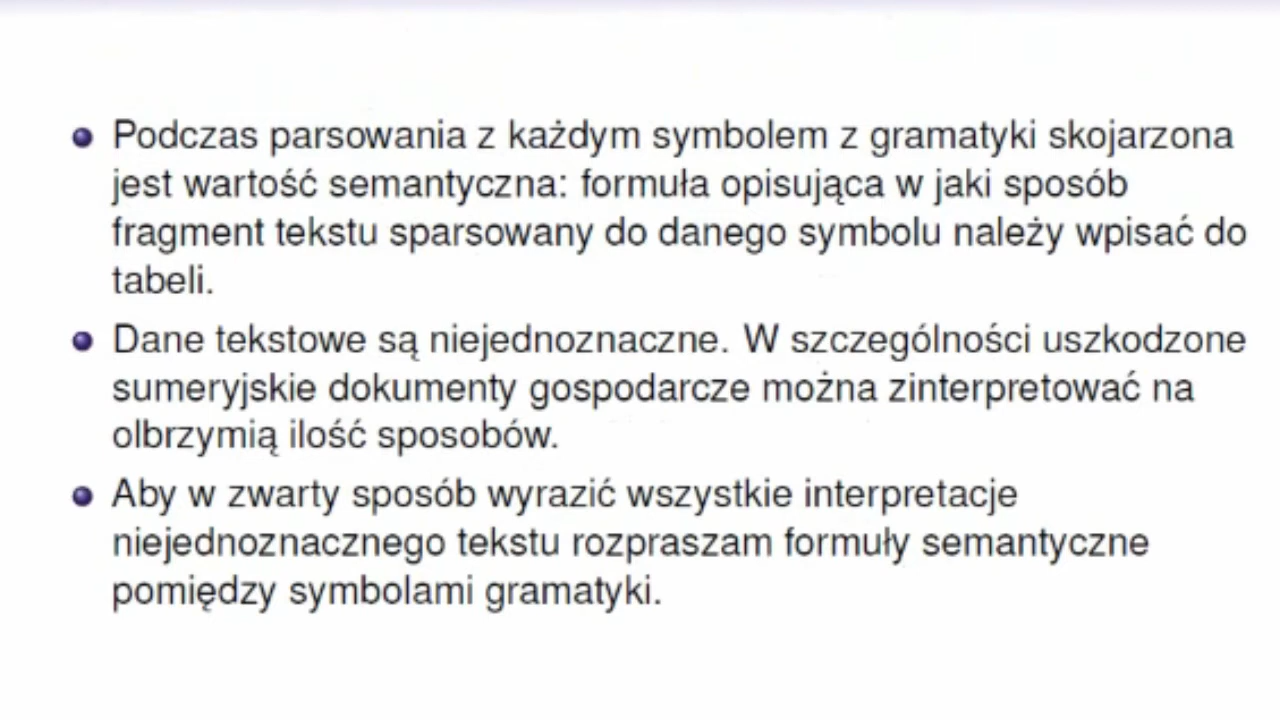 Podczas parsowania z każdym symbolem z gramatyki skojarzona
jest wartość semantyczna: formuła opisująca w jaki sposób
fragment tekstu sparsowany do danego symbolu należy wpisać do
tabeli.
Dane tekstowe są niejednoznaczne. W szczególności uszkodzone
sumeryjskie dokumenty gospodarcze można zinterpretować na
olbrzymią ilość sposobów.
Aby w zwarty sposób wyrazić wszystkie interpretacje
niejednoznacznego tekstu rozpraszam formuły semantyczne
pomiędzy symbolami gramatyki.